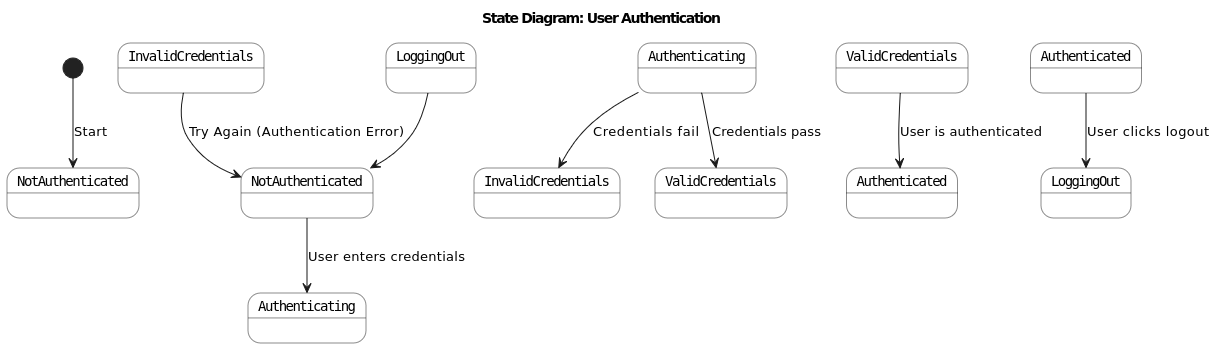 State Diagram: User Authentication
InvalidCredentials
LoggingOut
Authenticating
ValidCredentials
Authenticated
Start
Try Again (Authentication Error)
Credentials fail
Credentials pass
User is authenticated
User clicks logout
NotAuthenticated
NotAuthenticated
InvalidCredentials
ValidCredentials
Authenticated
LoggingOut
User enters credentials
Authenticating